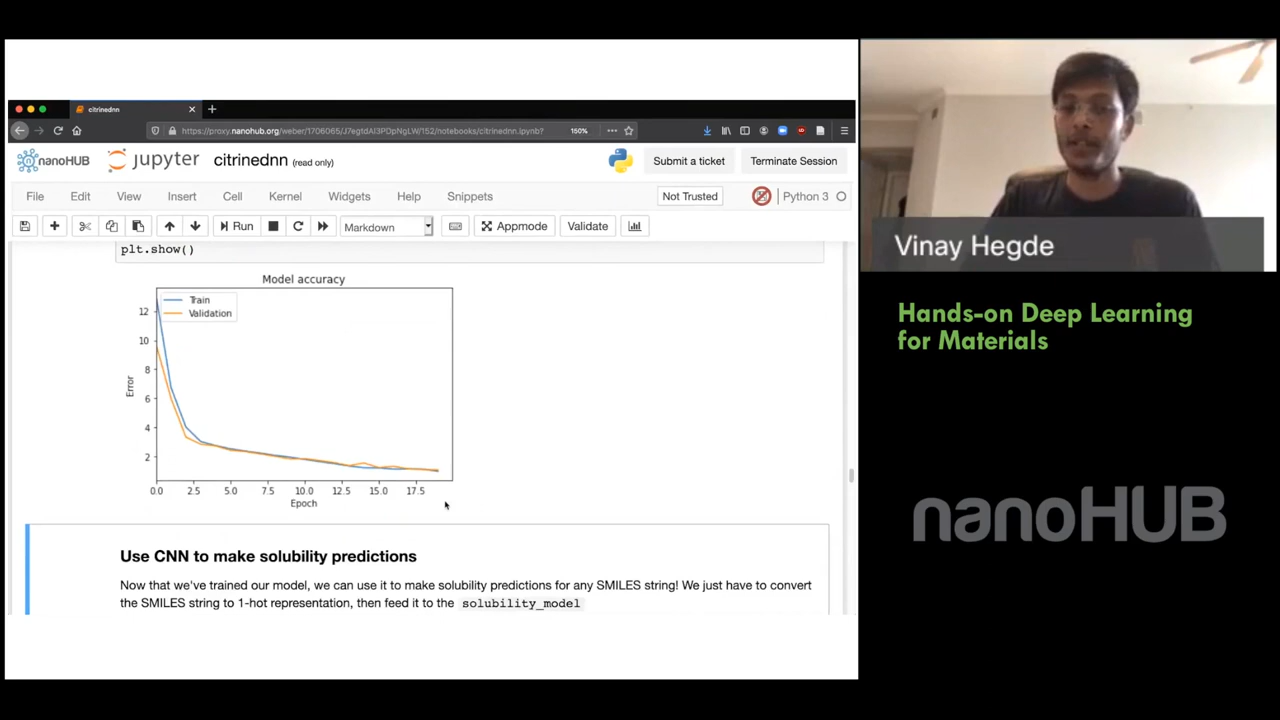 citrinednn
https://proxy.nanohub.org/weber/1706065/J7egfdAI3PDpNgLW/152/notebooks/citrinednn.ipynb?
150%
nanoHUB
jupyter
citrinednn (read only)
Submit a ticket
Terminate Session
File
Edit
View
Insert
Cell
Kernel
Widgets
Help
Snippets
Not Trusted
Python 3
Run
Markdown
Appmode
Validate
plt.show()
Model accuracy
Train
Validation
12
10
8
6
4
2
Error
0.0 2.5 5.0 7.5 10.0 12.5 15.0 17.5
Epoch
Use CNN to make solubility predictions
Now that we've trained our model, we can use it to make solubility predictions for any SMILES string! We just have to convert
the SMILES string to 1-hot representation, then feed it to the solubility_model
Vinay Hegde
Hands-on Deep Learning
for Materials
nanoHUB